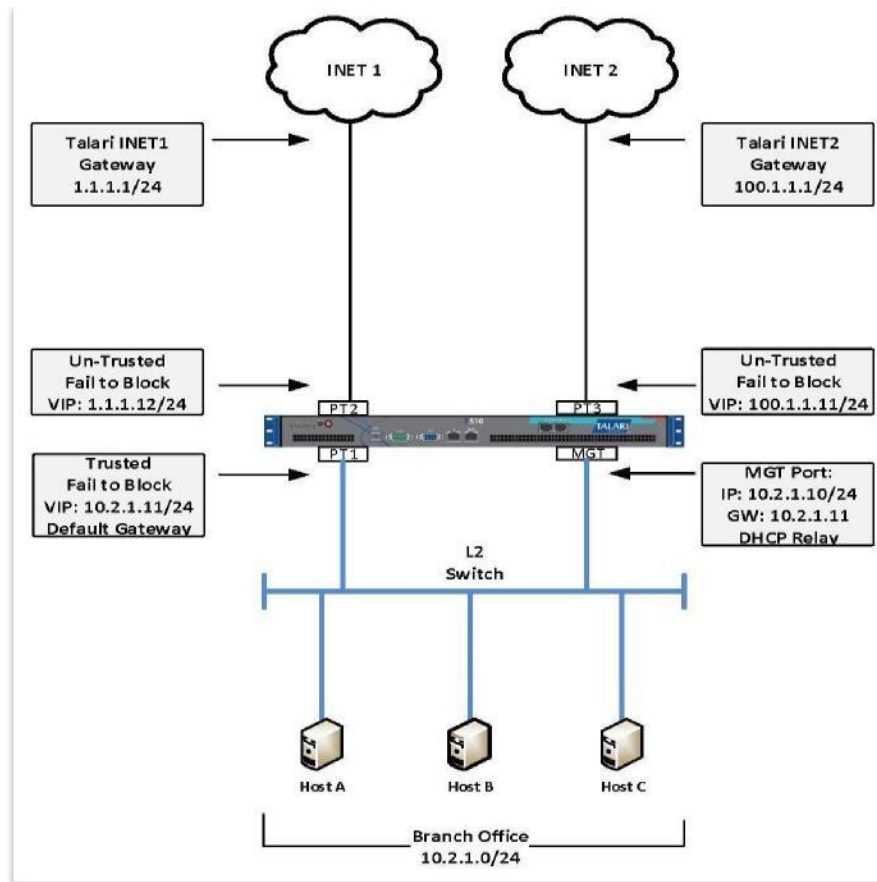 INET 1
INET 2
Talari INET1
Gateway
1.1.1.1/24
Talari INET2
Gateway
100.1.1.1/24
Un-Trusted
Fail to Block
VIP: 1.1.1.12/24
Un-Trusted
Fail to Block
VIP: 100.1.1.11/24
PT2
PT3
TALARI
PT1
MGT
Trusted
Fail to Block
VIP: 10.2.1.11/24
Default Gateway
MGT Port:
IP: 10.2.1.10/24
GW: 10.2.1.11
DHCP Relay
L2
Switch
Host A
Host B
Host C
Branch Office
10.2.1.0/24